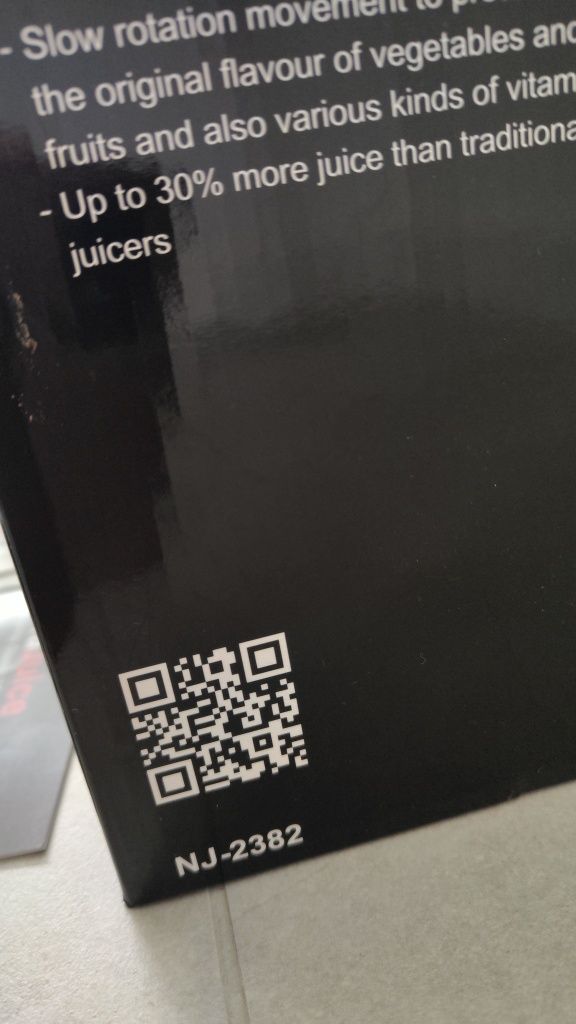 - Slow rotation movement to
the original flavour of vegetables and
fruits and also various kinds of
- Up to 30% more juice than
juicers
NJ-2382